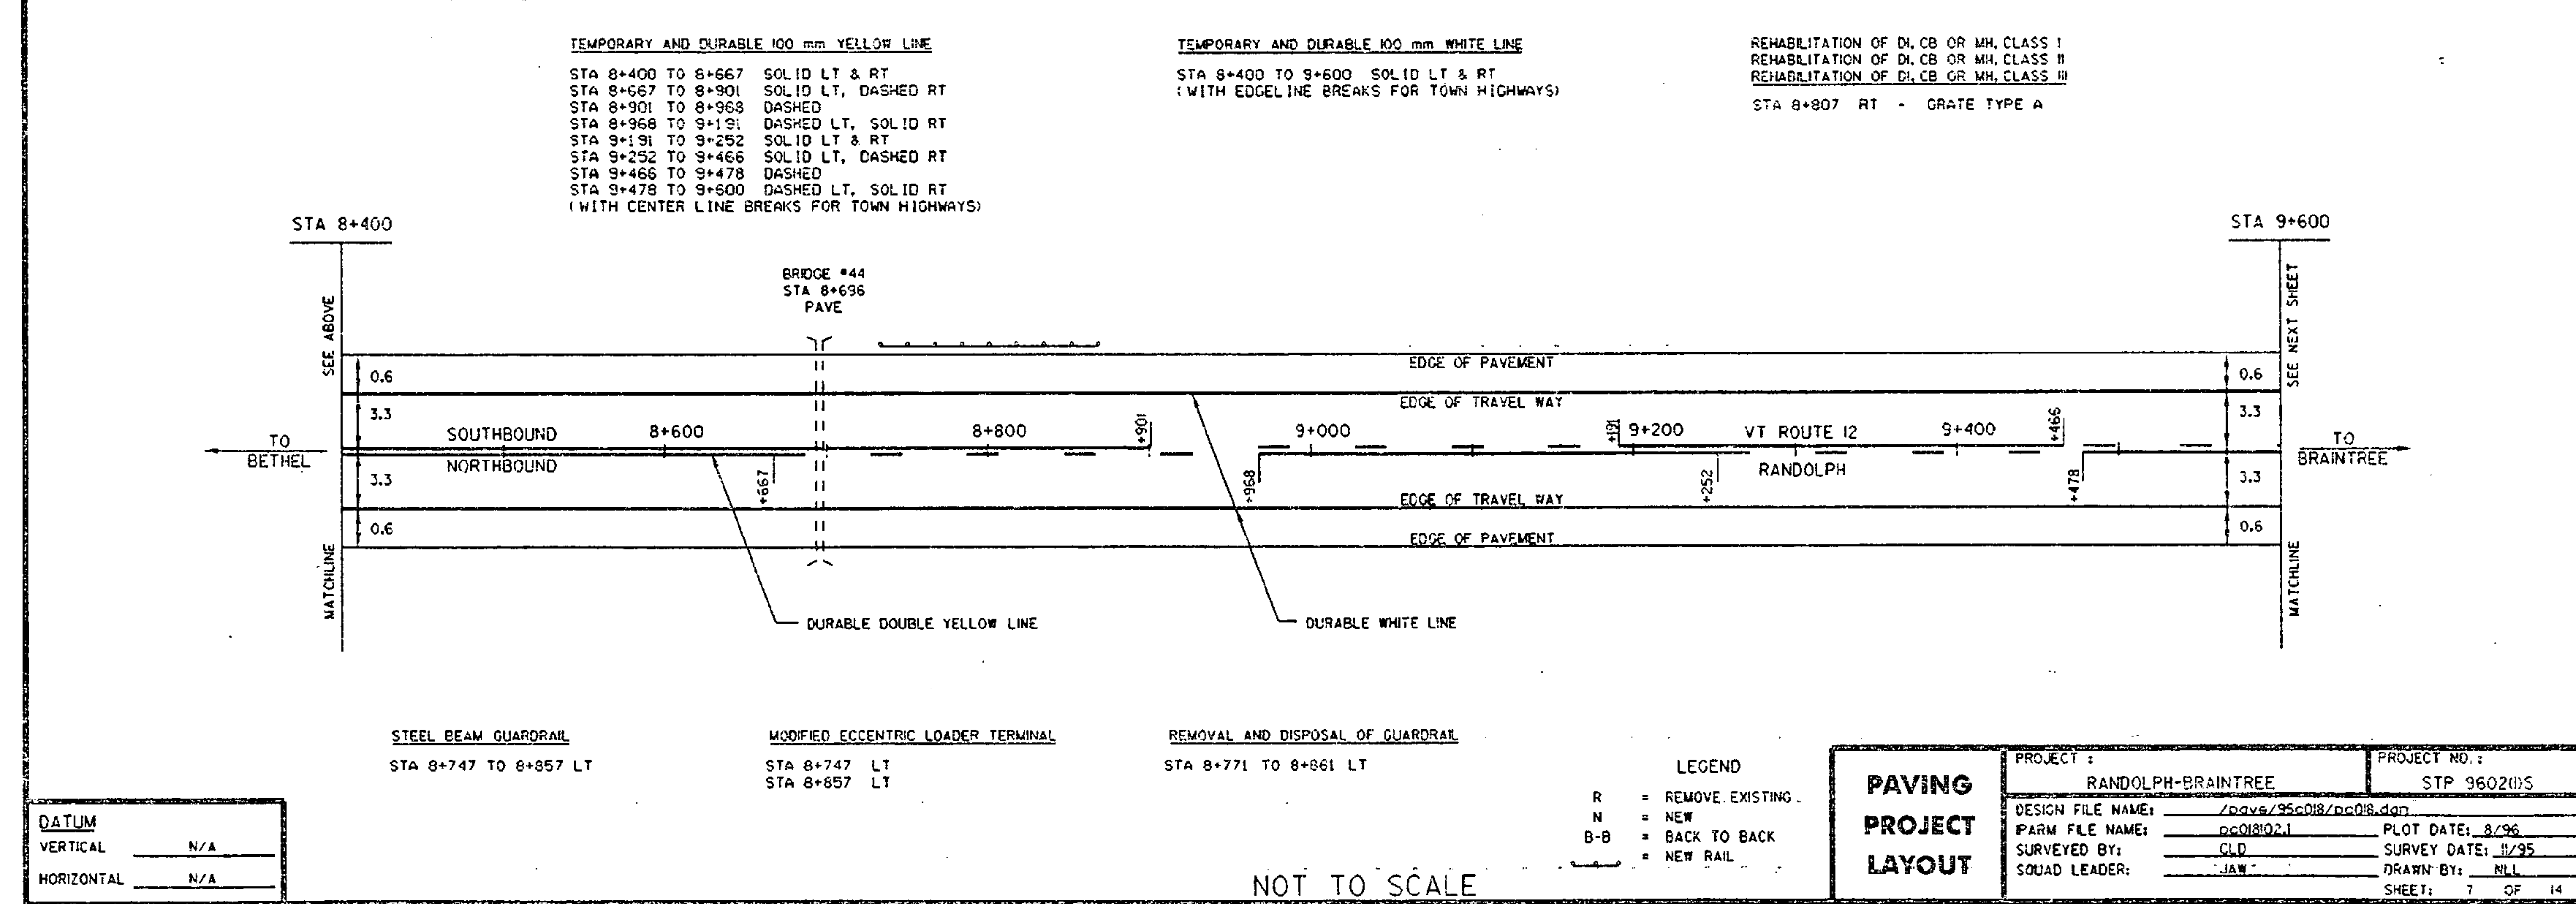 TEMPORARY AND DURABLE 100 mm YELLOW LINE
STA 8+400 TO 8+667 SOLID LT & RT
STA 8+667 TO 8+901 SOLID LT, DASHED RT
STA 8+901 TO 8+968 DASHED
STA 8+968 TO 9+191 DASHED LT, SOLID RT
STA 9+191 TO 9+252 SOLID LT & RT
STA 9+252 TO 9+466 SOLID LT, DASHED RT
STA 9+466 TO 9+478 DASHED
STA 9+478 TO 9+600 DASHED LT, SOLID RT
(WITH CENTER LINE BREAKS FOR TOWN HIGHWAYS)
TEMPORARY AND DURABLE 100 mm WHITE LINE
STA 8+400 TO 9+600 SOLID LT & RT
(WITH EDGELINE BREAKS FOR TOWN HIGHWAYS)
REHABILITATION OF DI, CB OR MH, CLASS I
REHABILITATION OF DI, CB OR MH, CLASS II
REHABILITATION OF DI, CB OR MH, CLASS III
STA 8+807 RT - GRATE TYPE A
STA 8+400
STA 9+600
BRIDGE #44
STA 8+696
PAVE
SEE ABOVE
SEE NEXT SHEET
EDGE OF PAVEMENT
0.6
0.6
EDGE OF TRAVEL WAY
3.3
3.3
SOUTHBOUND
8+600
8+800
+901
9+000
+191
9+200
VT ROUTE 12
9+400
+466
TO
BETHEL
TO
BRAINTREE
NORTHBOUND
RANDOLPH
+667
+968
+252
+478
3.3
3.3
EDGE OF TRAVEL WAY
0.6
0.6
EDGE OF PAVEMENT
MATCHLINE
MATCHLINE
DURABLE DOUBLE YELLOW LINE
DURABLE WHITE LINE
STEEL BEAM GUARDRAIL
STA 8+747 TO 8+857 LT
MODIFIED ECCENTRIC LOADER TERMINAL
STA 8+747 LT
STA 8+857 LT
REMOVAL AND DISPOSAL OF GUARDRAIL
STA 8+771 TO 8+861 LT
LEGEND
R = REMOVE EXISTING
N = NEW
B-B = BACK TO BACK
= NEW RAIL
DATUM
VERTICAL N/A
HORIZONTAL N/A
NOT TO SCALE
PAVING
PROJECT
LAYOUT
PROJECT :
RANDOLPH-BRAINTREE
PROJECT NO.:
STP 9602(1)S
DESIGN FILE NAME: /pave/95c018/pc018.dgn
IPARM FILE NAME: pc018102.i PLOT DATE: 8/96
SURVEYED BY: CLD SURVEY DATE: 11/95
SQUAD LEADER: JAW DRAWN BY: NLL
SHEET: 7 OF 14